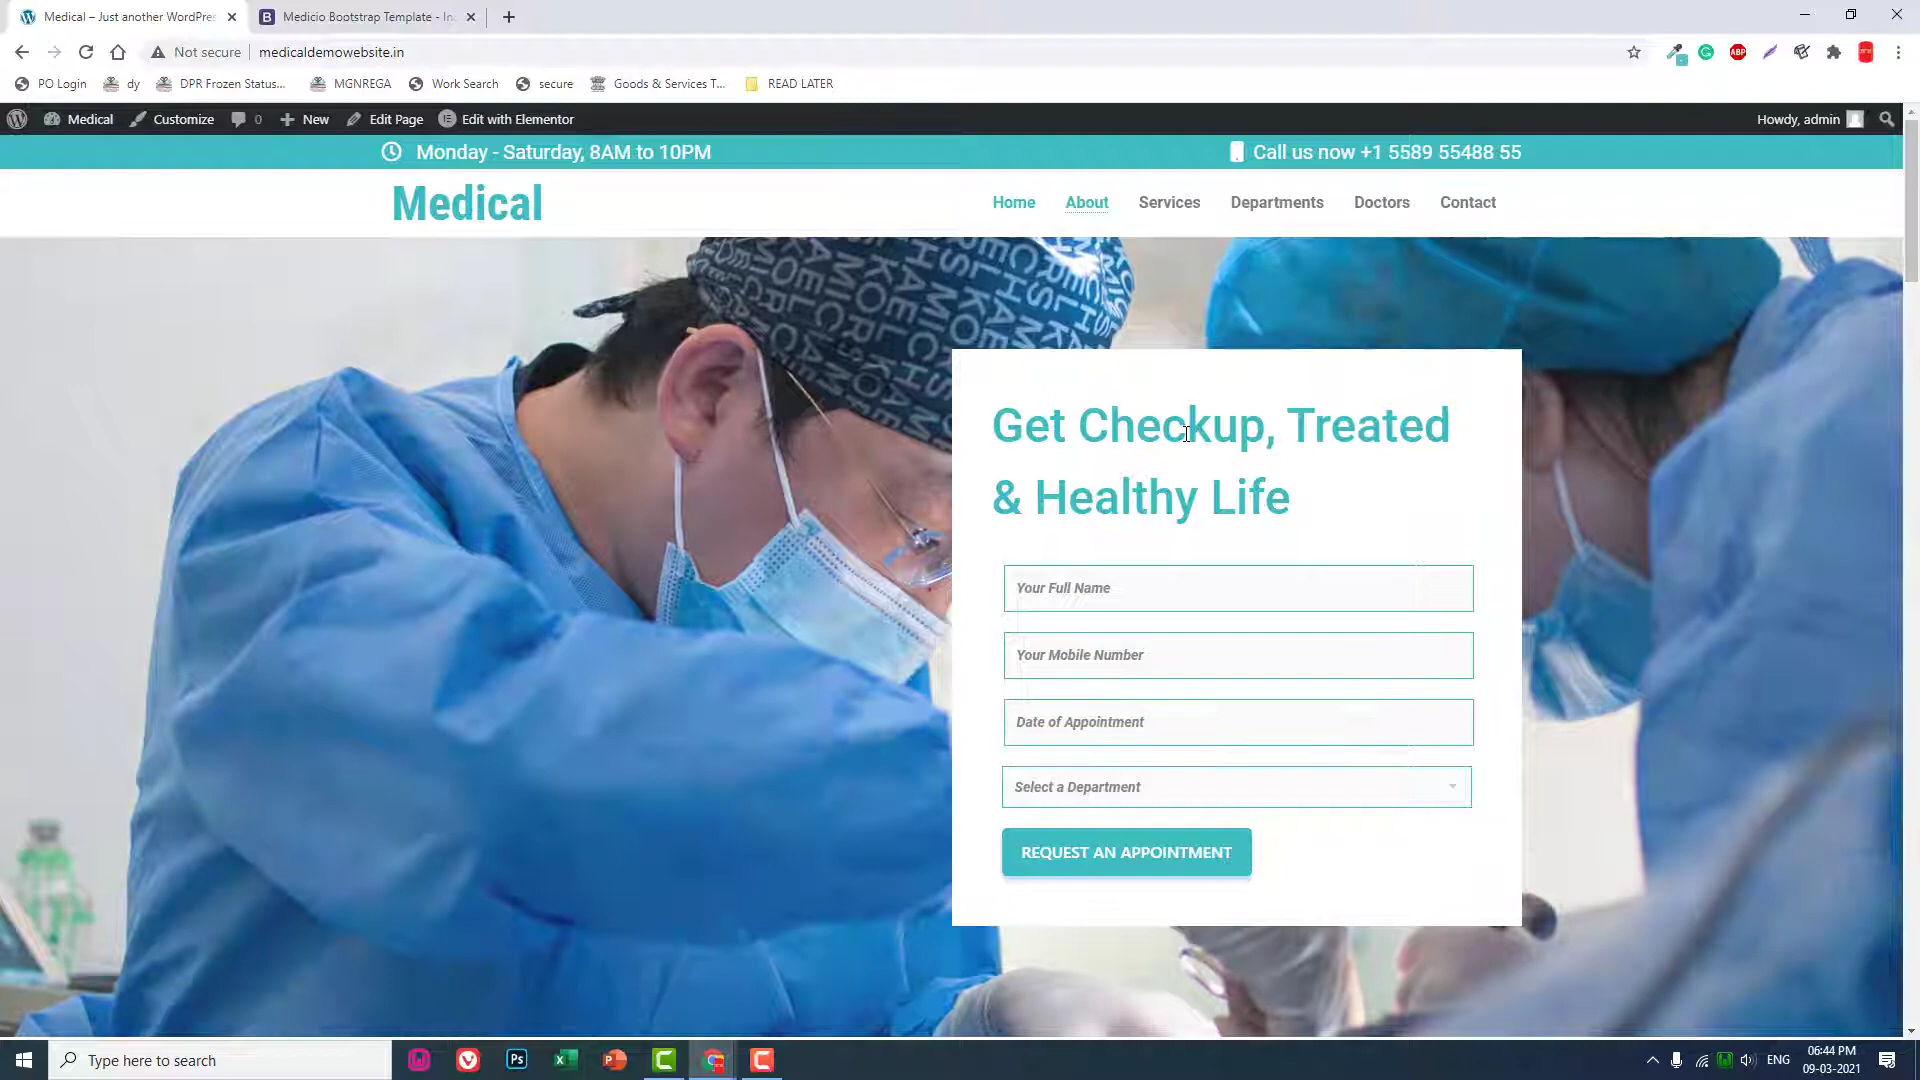 Medical – Just another WordPres
Medicio Bootstrap Template - In
Not secure
medicaldemowebsite.in
ABP
PO Login
dy
DPR Frozen Status...
MGNREGA
Work Search
secure
Goods & Services T...
READ LATER
Medical
Customize
0
New
Edit Page
Edit with Elementor
Howdy, admin
Monday - Saturday, 8AM to 10PM
Call us now +1 5589 55488 55
Medical
Home
About
Services
Departments
Doctors
Contact
Get Checkup, Treated
& Healthy Life
Your Full Name
Your Mobile Number
Date of Appointment
Select a Department
REQUEST AN APPOINTMENT
Type here to search
Ps
ENG
06:44 PM
09-03-2021